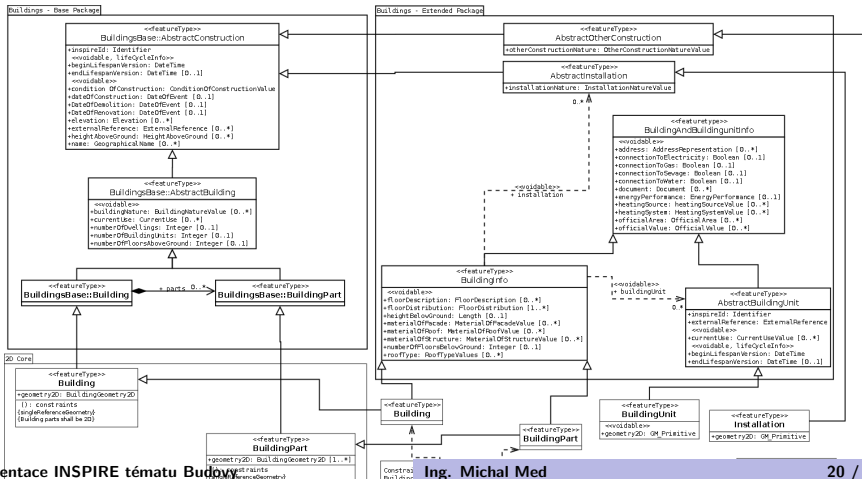 Buildings - Base Package
<<featureType>>
BuildingsBase::AbstractConstruction
+inspireId: Identifier
<<voidable, lifeCycleInfo>>
+beginLifespanVersion: DateTime
+endLifespanVersion: DateTime [0..1]
<<voidable>>
+condition OfConstruction: ConditionOfConstructionValue
+dateOfConstruction: DateOfEvent [0..1]
+DateOfDemolition: DateOfEvent [0..1]
+DateOfRenovation: DateOfEvent [0..1]
+elevation: Elevation [0..*]
+externalReference: ExternalReference [0..*]
+heightAboveGround: HeightAboveGround [0..*]
+name: GeographicalName [0..*]
<<featureType>>
BuildingsBase::AbstractBuilding
<<voidable>>
+buildingNature: BuildingNatureValue [0..*]
+currentUse: CurrentUse [0..*]
+numberOfDwellings: Integer [0..1]
+numberOfBuildingUnits: Integer [0..1]
+numberOfFloorsAboveGround: Integer [0..1]
<<featureType>>
BuildingsBase::Building
+ parts 0..*
<<featureType>>
BuildingsBase::BuildingPart
2D Core
<<featureType>>
Building
+geometry2D: BuildingGeometry2D
(): constraints
{singleReferenceGeometry}
{Building parts shall be 2D}
<<featureType>>
BuildingPart
+geometry2D: BuildingGeometry2D [1..*]
Buildings - Extended Package
<<featureType>>
AbstractOtherConstruction
+otherConstructionNature: OtherConstructionNatureValue
<<featureType>>
AbstractInstallation
+installationNature: InstallationNatureValue
0..*
<<voidable>>
+ installation
<<featureType>>
BuildingAndBuildingunitInfo
<<voidable>>
+address: AddressRepresentation [0..*]
+connectionToElectricity: Boolean [0..1]
+connectionToGas: Boolean [0..1]
+connectionToSewage: Boolean [0..1]
+connectionToWater: Boolean [0..1]
+document: Document [0..*]
+energyPerformance: EnergyPerformance [0..1]
+heatingSource: heatingSourceValue [0..*]
+heatingSystem: HeatingSystemValue [0..*]
+officialArea: OfficialArea [0..*]
+officialValue: OfficialValue [0..*]
<<featureType>>
BuildingInfo
<<voidable>>
+floorDescription: FloorDescription [0..*]
+floorDistribution: FloorDistribution [1..*]
+heightBelowGround: Length [0..1]
+materialOfFacade: MaterialOfFacadeValue [0..*]
+materialOfRoof: MaterialOfRoofValue [0..*]
+materialOfStructure: MaterialOfStructureValue [0..*]
+numberOfFloorsBelowGround: Integer [0..1]
+roofType: RoofTypeValues [0..*]
<<voidable>>
+ buildingUnit
0..*
<<featureType>>
AbstractBuildingUnit
+inspireId: Identifier
+externalReference: ExternalReference
<<voidable>>
+currentUse: CurrentUseValue [0..*]
<<voidable, lifeCycleInfo>>
+beginLifespanVersion: DateTime
+endLifespanVersion: DateTime [0..1]
<<featureType>>
Building
<<featureType>>
BuildingPart
<<featureType>>
BuildingUnit
<<voidable>>
+geometry2D: GM_Primitive
<<featureType>>
Installation
+geometry2D: GM_Primitive
entace INSPIRE tématu Budovy
Ing. Michal Med
20 /